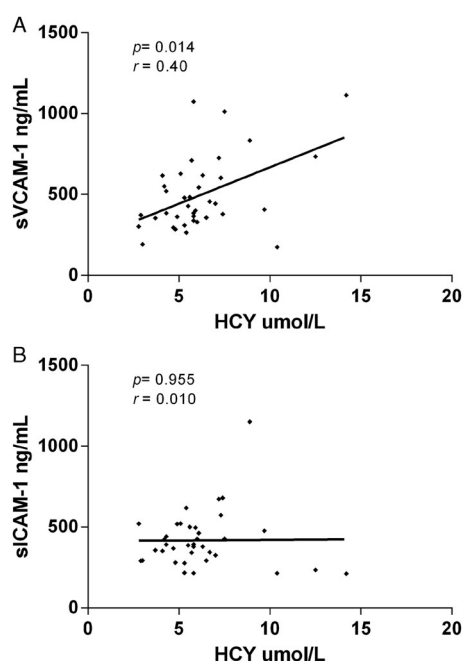 A
1500
p= 0.014
r = 0.40
1000
sVCAM-1 ng/mL
500
0
0 5 10 15 20
HCY umol/L
B
1500
p= 0.955
r = 0.010
1000
sICAM-1 ng/mL
500
0
0 5 10 15 20
HCY umol/L